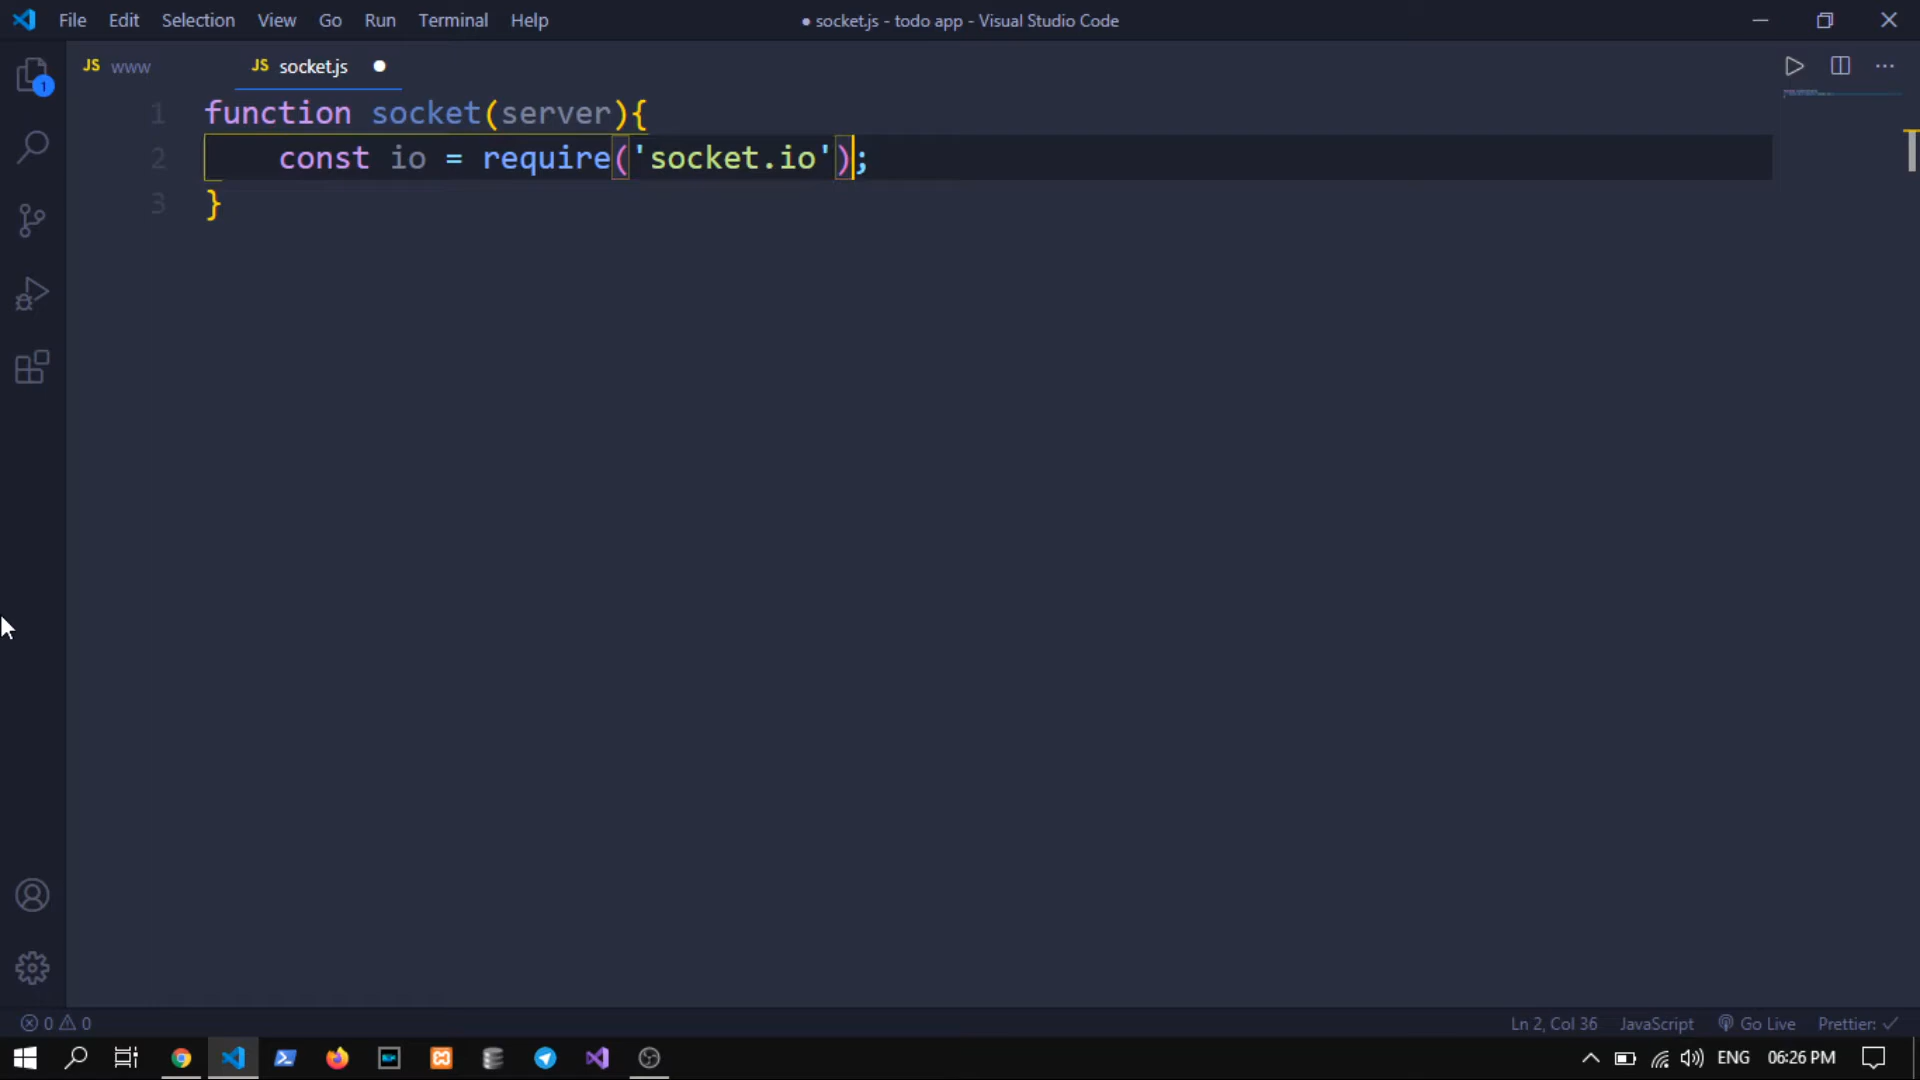 File Edit Selection View Go Run Terminal Help
● socket.js - todo app - Visual Studio Code
JS www
JS socket.js ●
1 function socket(server){
2     const io = require('socket.io');
3 }
1
0 0
Ln 2, Col 36 JavaScript Go Live Prettier: ✓
ENG 06:26 PM